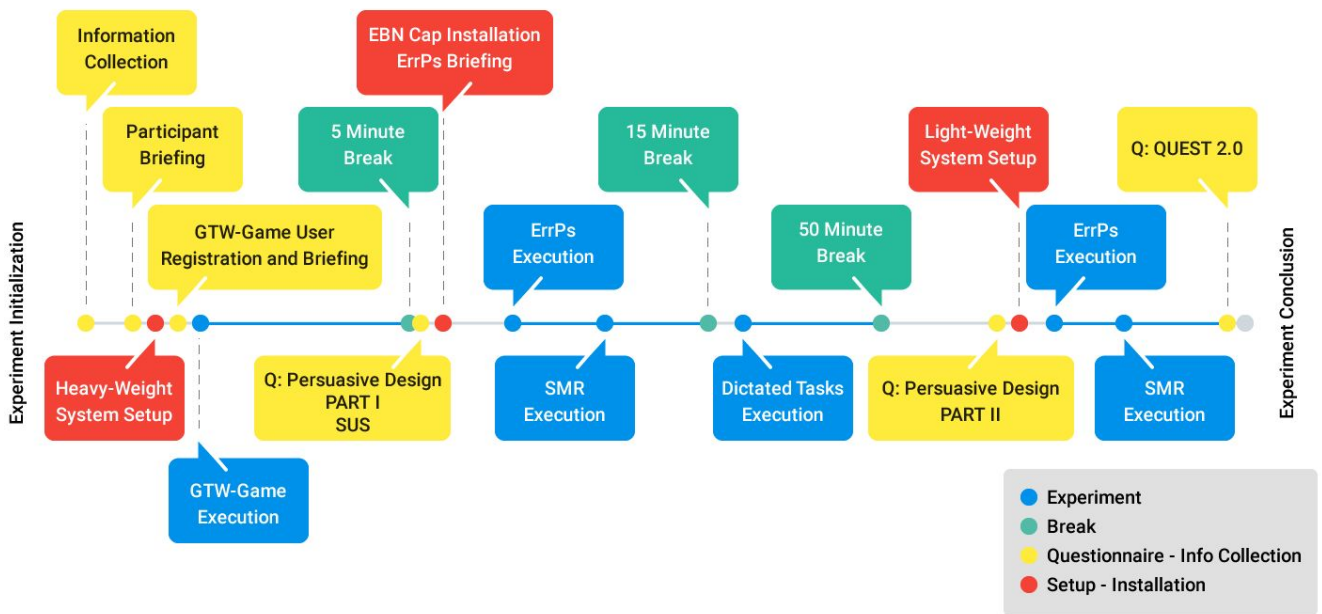 Information
Collection
EBN Cap Installation
ErrPs Briefing
Participant
Briefing
5 Minute
Break
15 Minute
Break
Light-Weight
System Setup
Q: QUEST 2.0
GTW-Game User
Registration and Briefing
ErrPs
Execution
50 Minute
Break
ErrPs
Execution
Experiment Initialization
Experiment Conclusion
Heavy-Weight
System Setup
Q: Persuasive Design
PART I
SUS
SMR
Execution
Dictated Tasks
Execution
Q: Persuasive Design
PART II
SMR
Execution
GTW-Game
Execution
Experiment
Break
Questionnaire - Info Collection
Setup - Installation